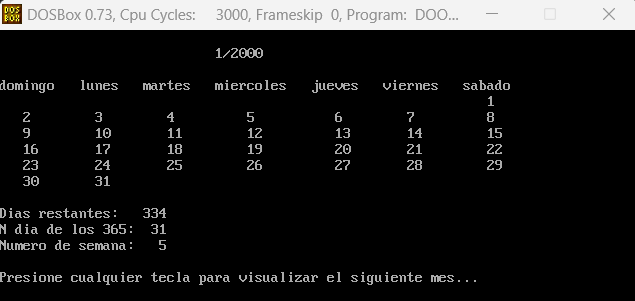 DOS BOX DOSBox 0.73, Cpu Cycles: 3000, Frameskip 0, Program: DOO...
1/2000
domingo lunes martes miercoles jueves viernes sabado
1
2 3 4 5 6 7 8
9 10 11 12 13 14 15
16 17 18 19 20 21 22
23 24 25 26 27 28 29
30 31
Dias restantes: 334
N dia de los 365: 31
Numero de semana: 5
Presione cualquier tecla para visualizar el siguiente mes...